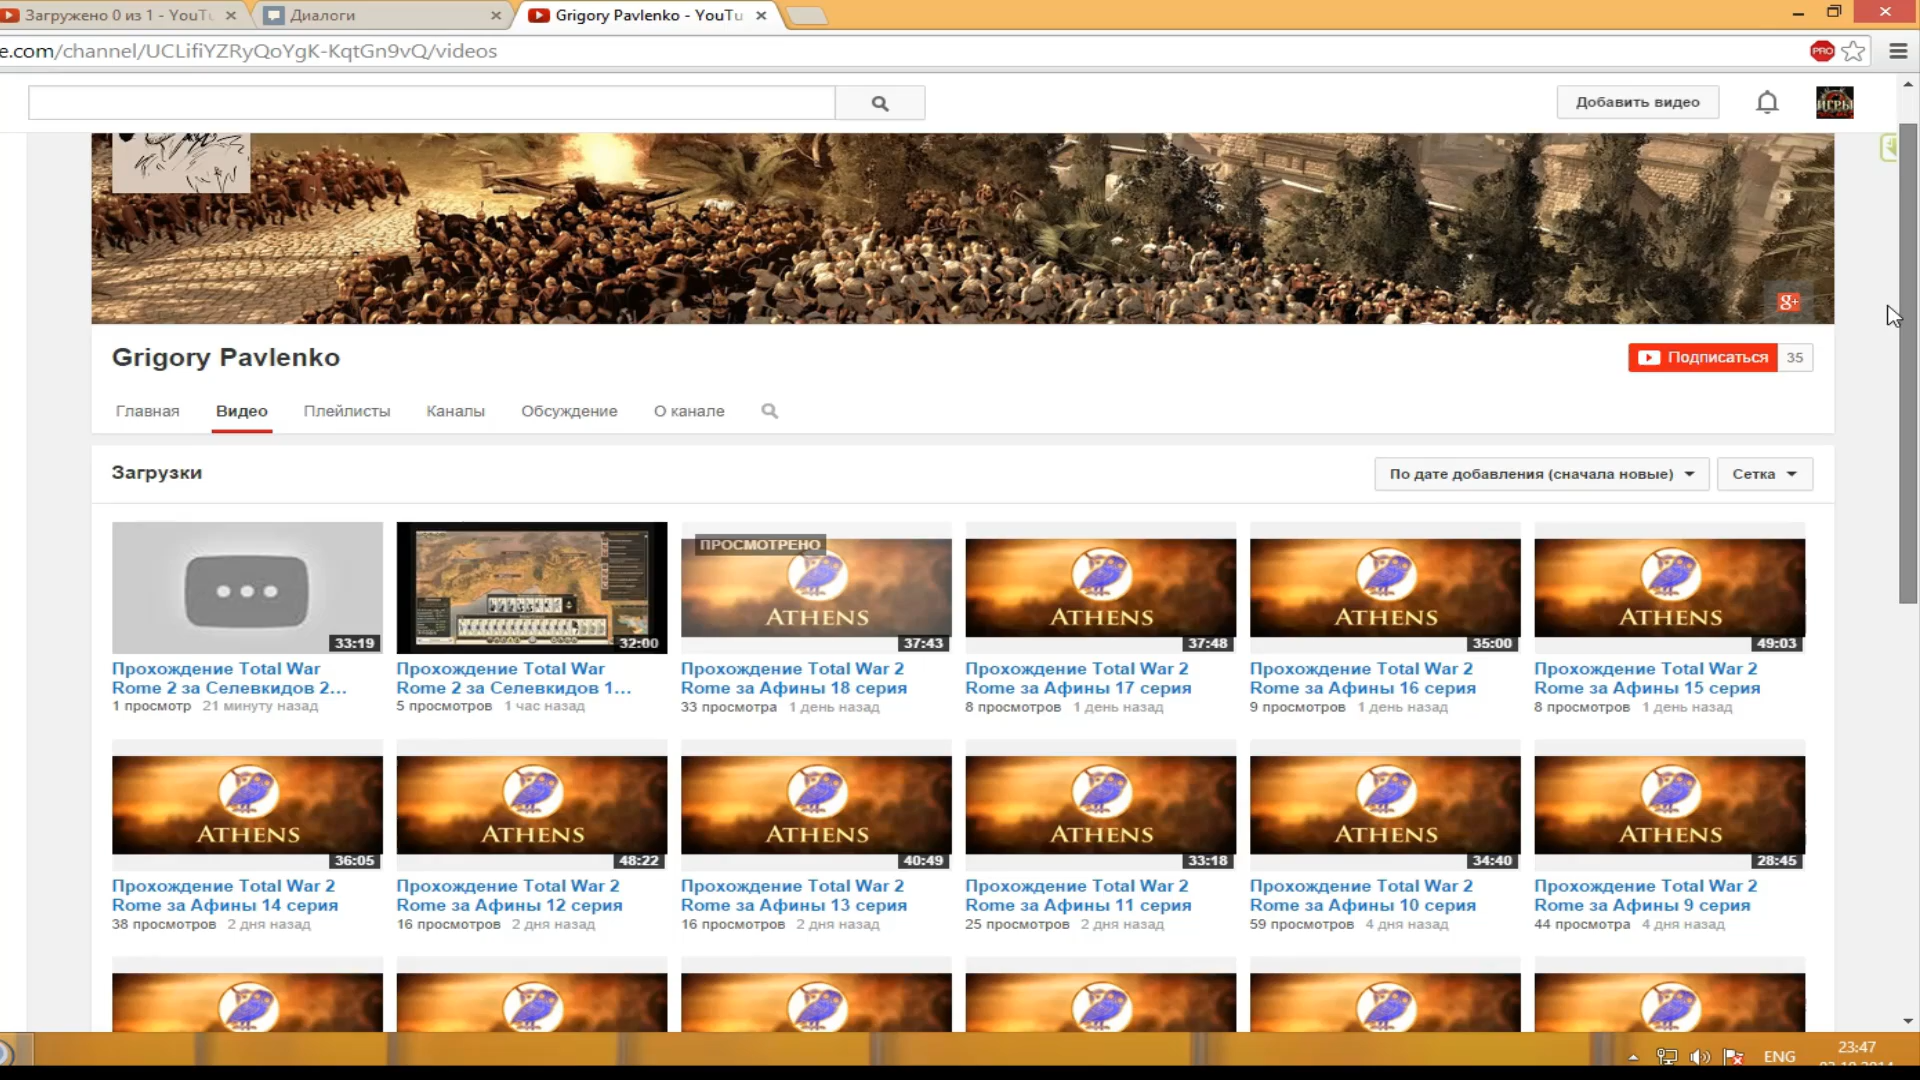 Загружено 0 из 1 - YouTu
Диалоги
Grigory Pavlenko - YouTu
e.com/channel/UCLifiYZRyQoYgK-KqtGn9vQ/videos
PRO
Добавить видео
ИГРЫ
g+
Grigory Pavlenko
Подписаться 35
Главная Видео Плейлисты Каналы Обсуждение О канале
Загрузки
По дате добавления (сначала новые) Сетка
33:19
32:00
ПРОСМОТРЕНО
ATHENS
37:43
ATHENS
37:48
ATHENS
35:00
ATHENS
49:03
Прохождение Total War
Rome 2 за Селевкидов 2...
1 просмотр 21 минуту назад
Прохождение Total War
Rome 2 за Селевкидов 1...
5 просмотров 1 час назад
Прохождение Total War 2
Rome за Афины 18 серия
33 просмотра 1 день назад
Прохождение Total War 2
Rome за Афины 17 серия
8 просмотров 1 день назад
Прохождение Total War 2
Rome за Афины 16 серия
9 просмотров 1 день назад
Прохождение Total War 2
Rome за Афины 15 серия
8 просмотров 1 день назад
ATHENS
36:05
ATHENS
48:22
ATHENS
40:49
ATHENS
33:18
ATHENS
34:40
ATHENS
28:45
Прохождение Total War 2
Rome за Афины 14 серия
38 просмотров 2 дня назад
Прохождение Total War 2
Rome за Афины 12 серия
16 просмотров 2 дня назад
Прохождение Total War 2
Rome за Афины 13 серия
16 просмотров 2 дня назад
Прохождение Total War 2
Rome за Афины 11 серия
25 просмотров 2 дня назад
Прохождение Total War 2
Rome за Афины 10 серия
59 просмотров 4 дня назад
Прохождение Total War 2
Rome за Афины 9 серия
44 просмотра 4 дня назад
ENG
23:47